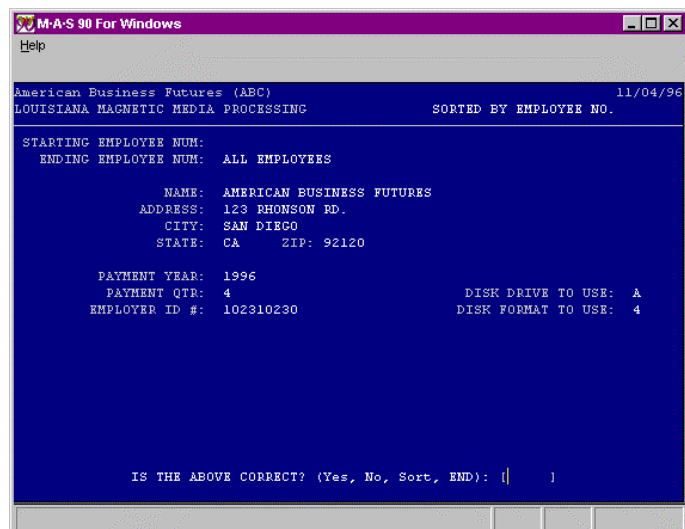 M·A·S 90 For Windows
Help
American Business Futures (ABC) 11/04/96
LOUISIANA MAGNETIC MEDIA PROCESSING SORTED BY EMPLOYEE NO.
STARTING EMPLOYEE NUM:
ENDING EMPLOYEE NUM: ALL EMPLOYEES
NAME: AMERICAN BUSINESS FUTURES
ADDRESS: 123 RHONSON RD.
CITY: SAN DIEGO
STATE: CA ZIP: 92120
PAYMENT YEAR: 1996
PAYMENT QTR: 4 DISK DRIVE TO USE: A
EMPLOYER ID #: 102310230 DISK FORMAT TO USE: 4
IS THE ABOVE CORRECT? (Yes, No, Sort, END): [ ]